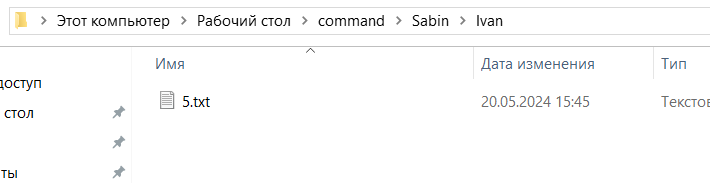 Этот компьютер > Рабочий стол > command > Sabin > Ivan
Имя Дата изменения Тип
доступ
5.txt 20.05.2024 15:45 Текстов
стол
ты